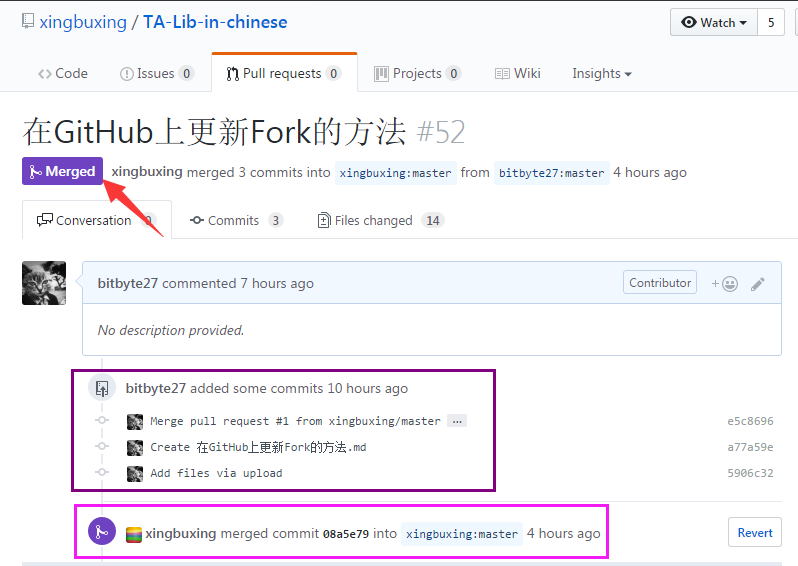 xingbuxing / TA-Lib-in-chinese
Watch 5
Code Issues 0 Pull requests 0 Projects 0 Wiki Insights
在GitHub上更新Fork的方法 #52
Merged xingbuxing merged 3 commits into xingbuxing:master from bitbyte27:master 4 hours ago
Conversation 0 Commits 3 Files changed 14
bitbyte27 commented 7 hours ago Contributor +
No description provided.
bitbyte27 added some commits 10 hours ago
Merge pull request #1 from xingbuxing/master ... e5c8696
Create 在GitHub上更新Fork的方法.md a77a59e
Add files via upload 5906c32
xingbuxing merged commit 08a5e79 into xingbuxing:master 4 hours ago Revert